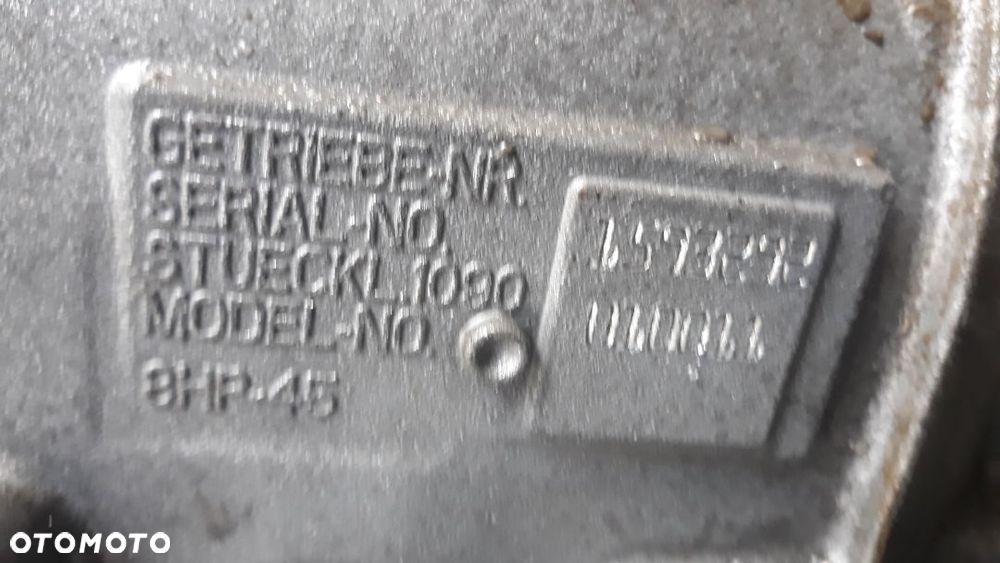 GETRIEBE-NR.
SERIAL-NO.
STUECKL.1090
MODEL-NO.
8HP-45
OTOMOTO